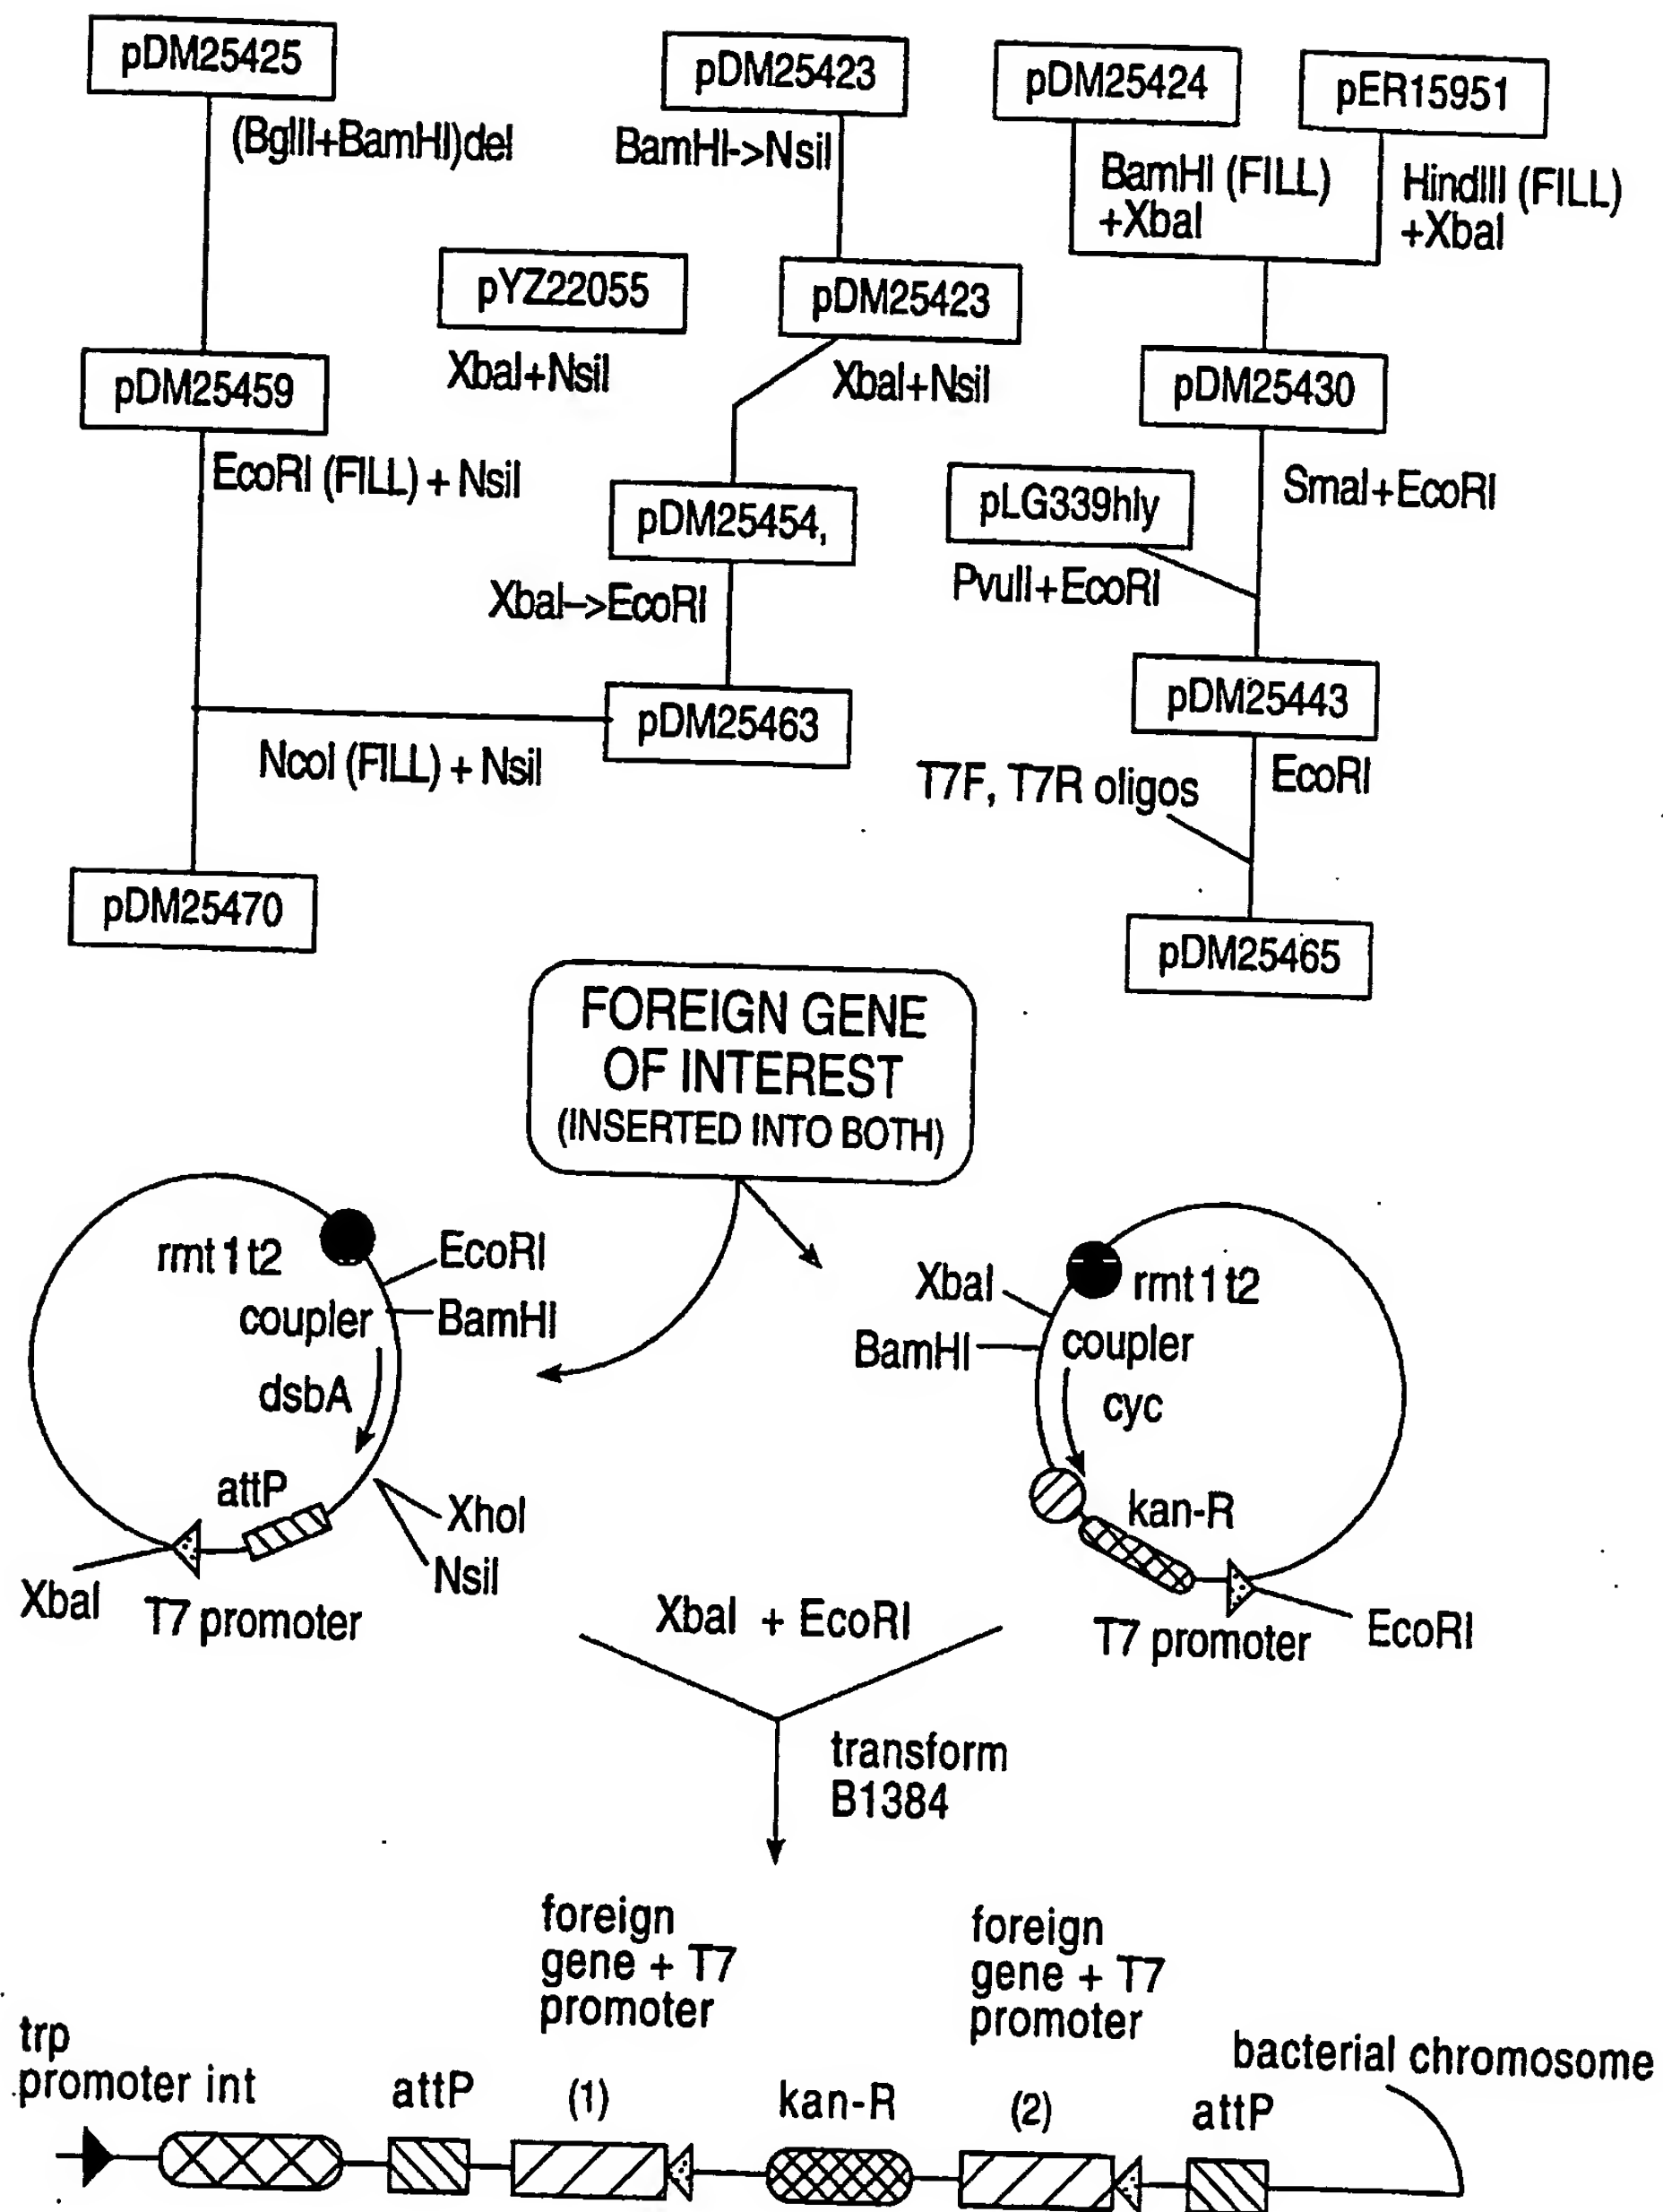 pDM25425
pDM25423
pDM25424
pER15951
(BglII+BamHI)del
BamHI->NsiI
BamHI (FILL)
+XbaI
HindIII (FILL)
+XbaI
pYZ22055
pDM25423
XbaI+NsiI
XbaI+NsiI
pDM25459
pDM25430
EcoRI (FILL) + NsiI
pDM25454,
pLG339hly
SmaI+EcoRI
XbaI->EcoRI
PvuII+EcoRI
pDM25463
pDM25443
NcoI (FILL) + NsiI
T7F, T7R oligos
EcoRI
pDM25470
pDM25465
FOREIGN GENE
OF INTEREST
(INSERTED INTO BOTH)
rmt1t2
EcoRI
coupler
BamHI
dsbA
attP
XhoI
NsiI
XbaI
T7 promoter
XbaI
rmt1t2
BamHI
coupler
cyc
kan-R
T7 promoter
EcoRI
XbaI + EcoRI
transform
B1384
foreign
gene + T7
promoter
foreign
gene + T7
promoter
trp
promoter int
attP
(1)
kan-R
(2)
attP
bacterial chromosome